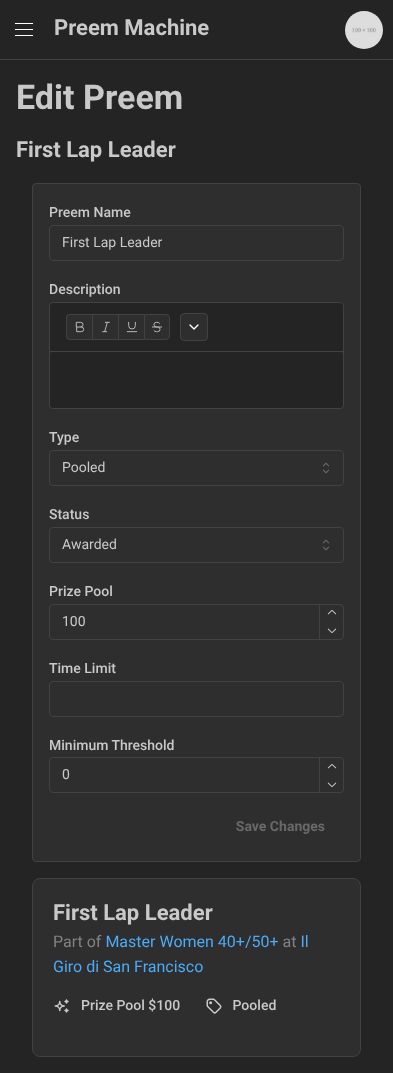 Preem Machine
100 × 100
Edit Preem
First Lap Leader
Preem Name
First Lap Leader
Description
B I U S
Type
Pooled
Status
Awarded
Prize Pool
100
Time Limit
Minimum Threshold
0
Save Changes
First Lap Leader
Part of Master Women 40+/50+ at Il
Giro di San Francisco
Prize Pool $100 Pooled